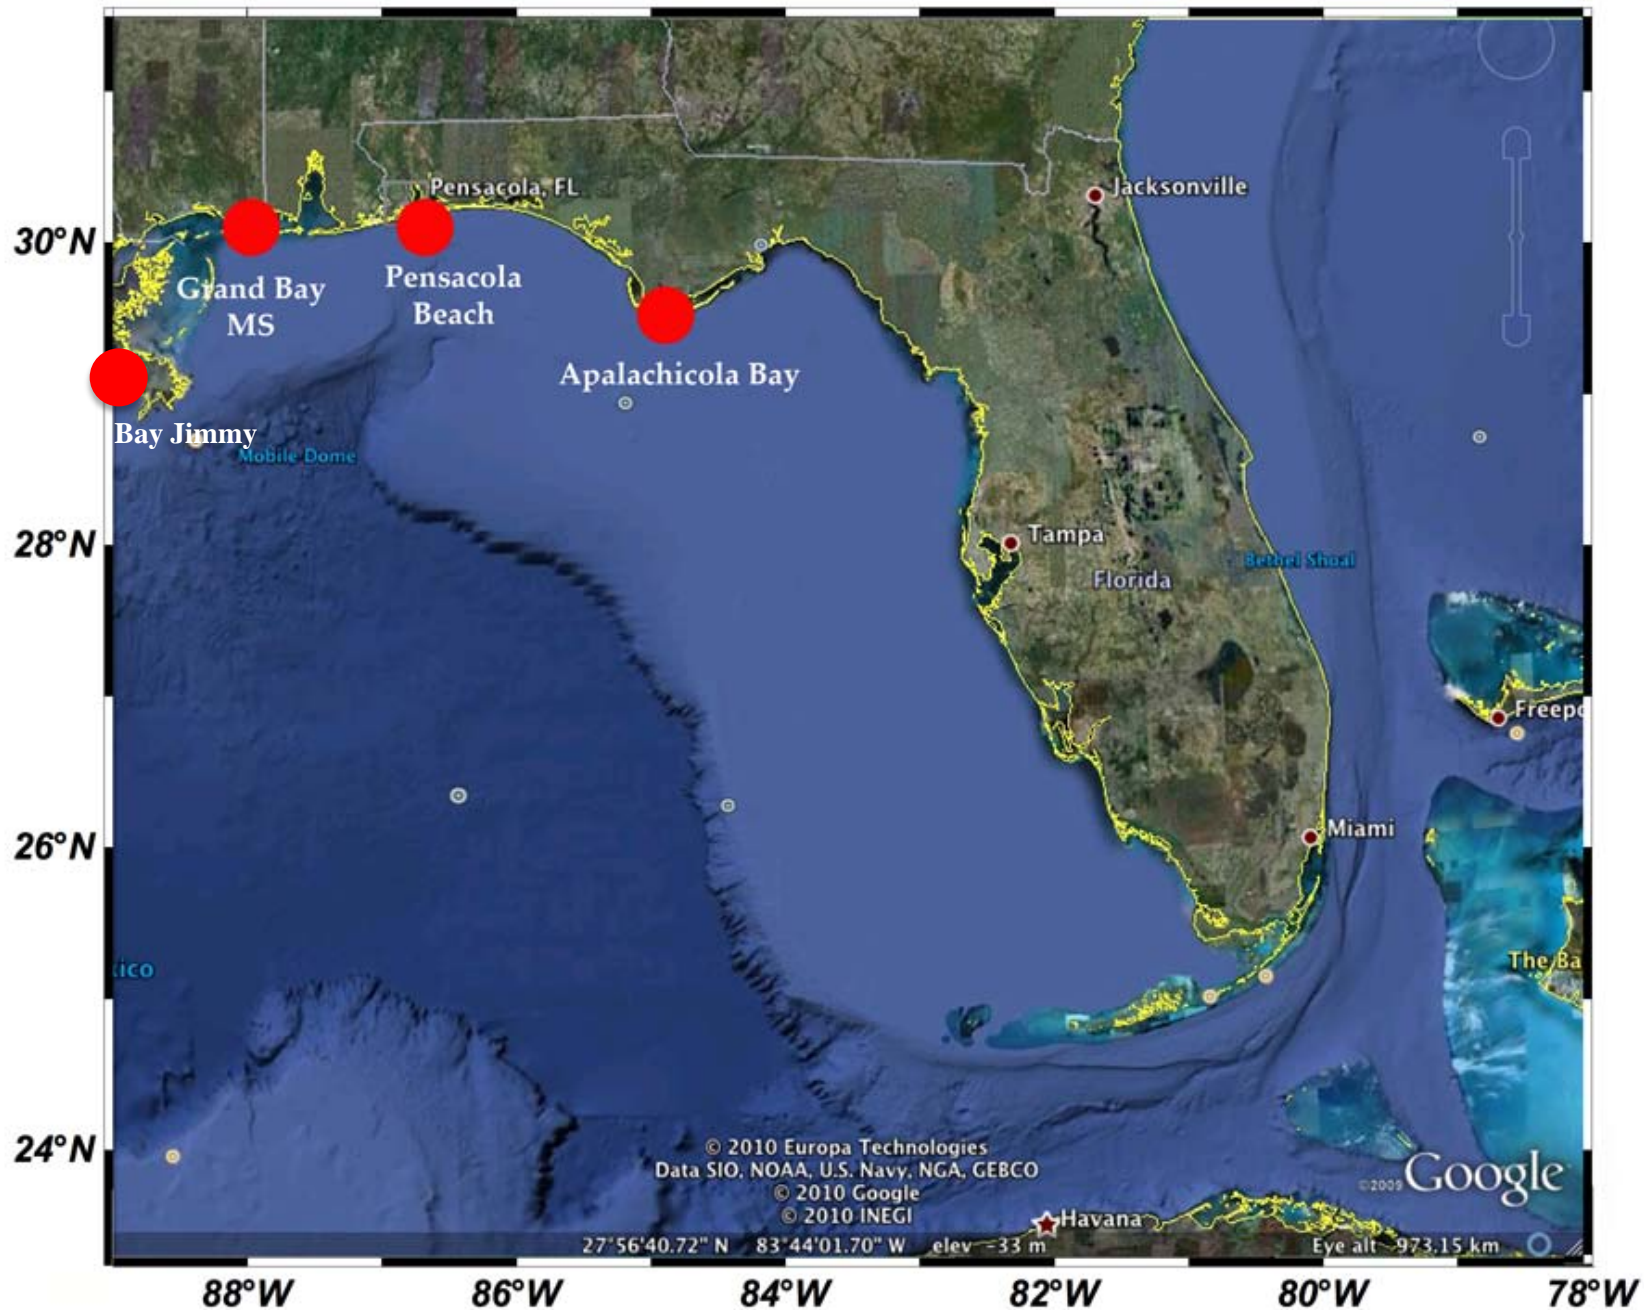 Pensacola, FL
Jacksonville
30°N
Grand Bay
MS
Pensacola
Beach
Apalachicola Bay
Bay Jimmy
Mobile Dome
28°N
Tampa
Bethel Shoal
Florida
Freepo
26°N
Miami
ico
The Ba
24°N
© 2010 Europa Technologies
Data SIO, NOAA, U.S. Navy, NGA, GEBCO
© 2010 Google
© 2010 INEGI
©2009 Google
Havana
27°56'40.72" N 83°44'01.70" W elev -33 m
Eye alt 973.15 km
88°W 86°W 84°W 82°W 80°W 78°W